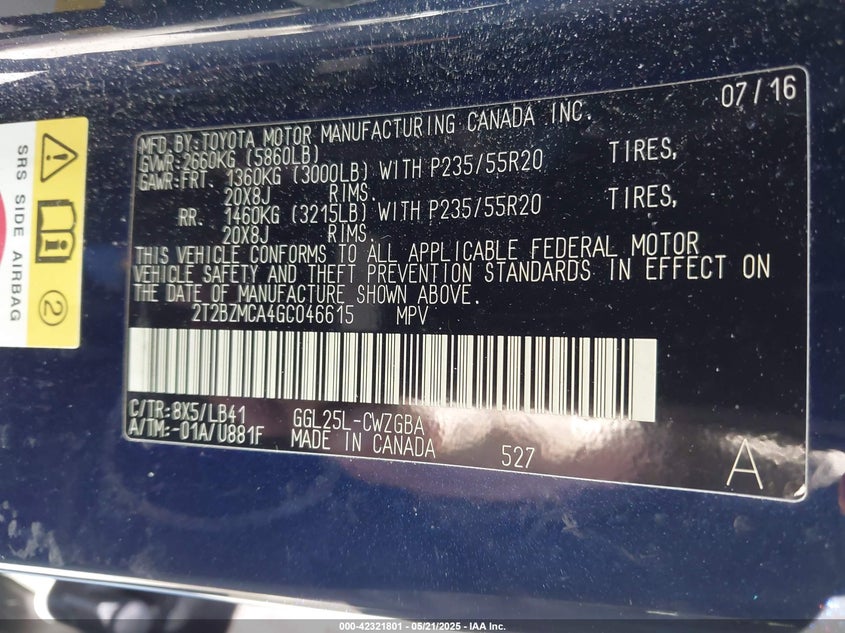 07/16
MFD.BY:TOYOTA MOTOR MANUFACTURING CANADA INC.
GVWR:2660KG (5860LB)
GAWR:FRT. 1360KG (3000LB) WITH P235/55R20 TIRES,
20X8J RIMS.
RR. 1460KG (3215LB) WITH P235/55R20 TIRES,
20X8J RIMS.
THIS VEHICLE CONFORMS TO ALL APPLICABLE FEDERAL MOTOR
VEHICLE SAFETY AND THEFT PREVENTION STANDARDS IN EFFECT ON
THE DATE OF MANUFACTURE SHOWN ABOVE.
2T2BZMCA4GC046615 MPV
C/TR:8X5/LB41 GGL25L-CWZGBA
A/TM:-01A/U881F MADE IN CANADA 527
A
SRS SIDE AIRBAG
2
000-42321801 - 05/21/2025 - IAA Inc.